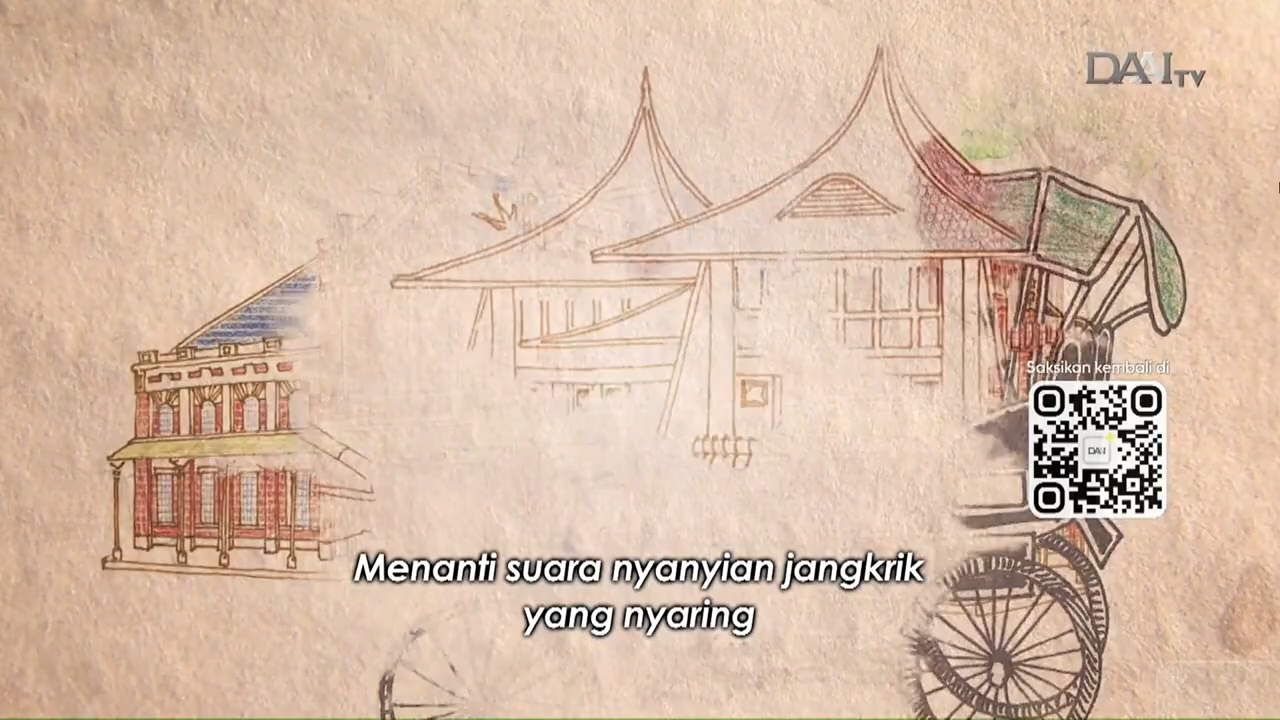 DAAI TV
Saksikan kembali di
DAAI
Menanti suara nyanyian jangkrik
yang nyaring